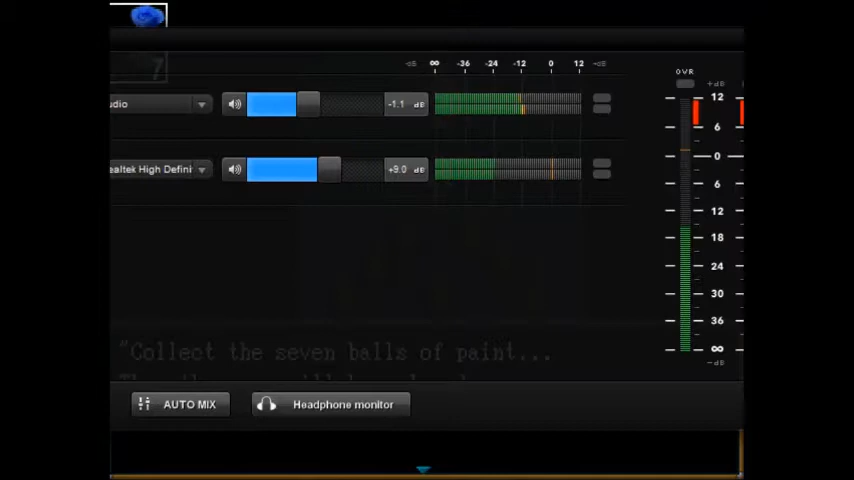 7
-dB ∞ -36 -24 -12 0 12 +dB
OVR
+dB
udio
-1.1 dB
12
6
0
ealtek High Defini
+9.0 dB
6
12
18
24
30
36
∞
-dB
"Collect the seven balls of paint...
AUTO MIX
Headphone monitor